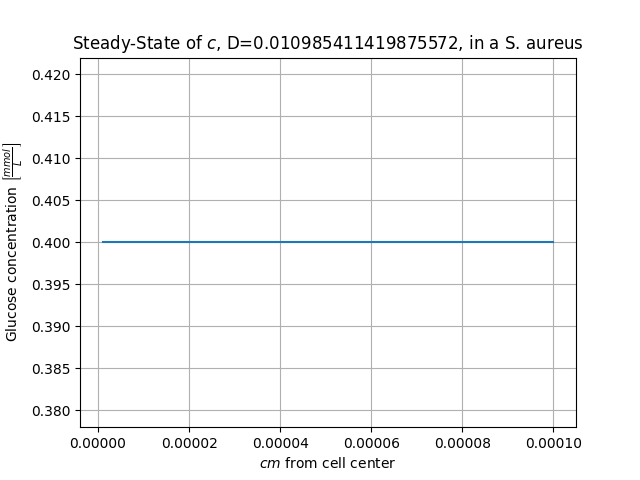 Steady-State of c, D=0.010985411419875572, in a S. aureus
Glucose concentration [mmol/L]
0.420
0.415
0.410
0.405
0.400
0.395
0.390
0.385
0.380
0.00000 0.00002 0.00004 0.00006 0.00008 0.00010
cm from cell center